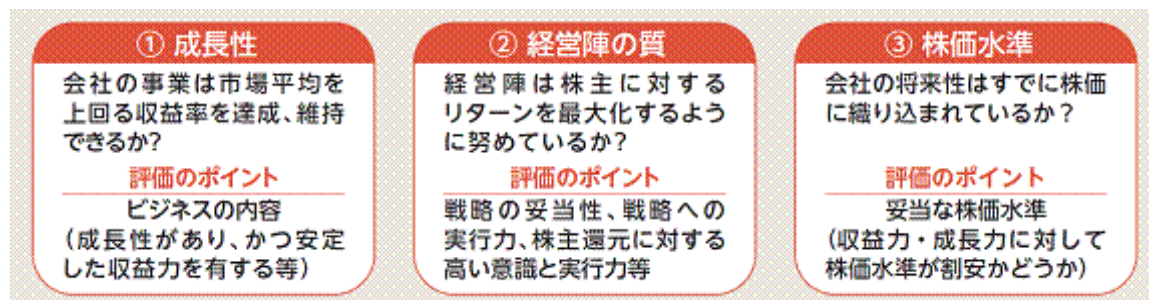 ① 成長性
会社の事業は市場平均を
上回る収益率を達成、維持
できるか?
評価のポイント
ビジネスの内容
(成長性があり、かつ安定
した収益力を有する等)
② 経営陣の質
経営陣は株主に対する
リターンを最大化するよう
に努めているか?
評価のポイント
戦略の妥当性、戦略への
実行力、株主還元に対する
高い意識と実行力等
③ 株価水準
会社の将来性はすでに株価
に織り込まれているか?
評価のポイント
妥当な株価水準
(収益力・成長力に対して
株価水準が割安かどうか)